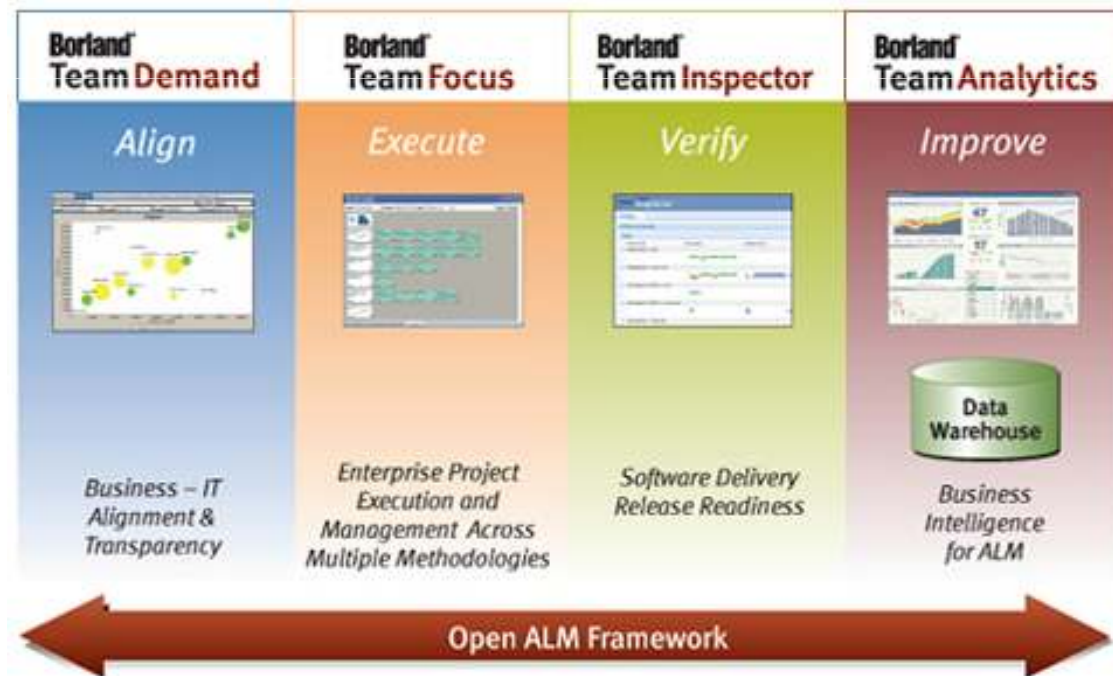 Borland
Team Demand
Align
Business – IT
Alignment &
Transparency
Borland
Team Focus
Execute
Enterprise Project
Execution and
Management Across
Multiple Methodologies
Borland
Team Inspector
Verify
Software Delivery
Release Readiness
Borland
Team Analytics
Improve
67
17
Data
Warehouse
Business
Intelligence
for ALM
Open ALM Framework